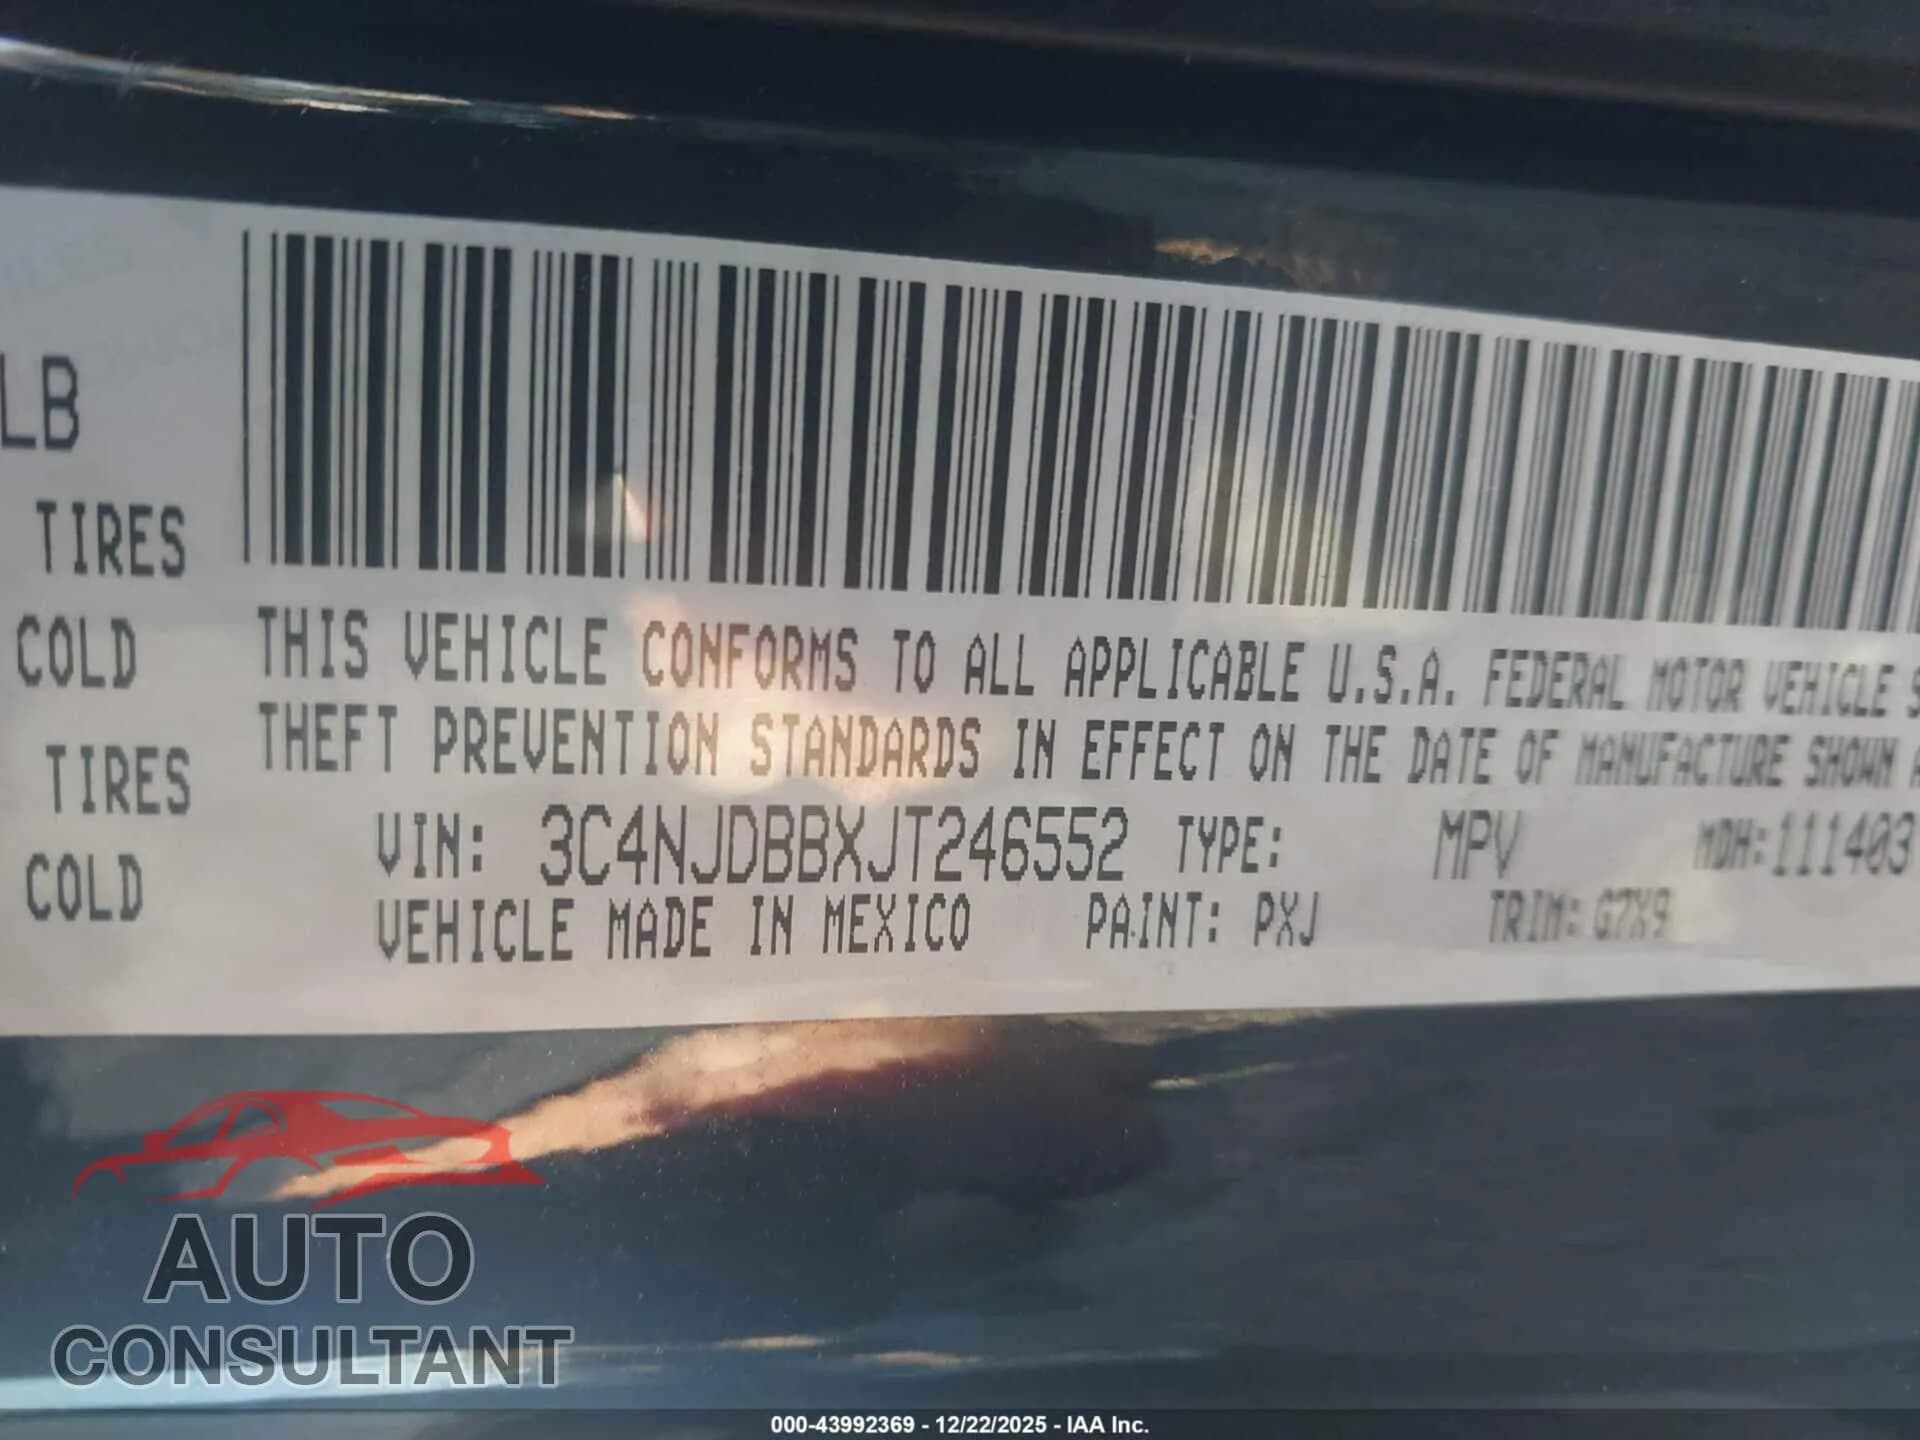 LB
TIRES
COLD
TIRES
COLD
THIS VEHICLE CONFORMS TO ALL APPLICABLE U.S.A. FEDERAL MOTOR VEHICLE S
THEFT PREVENTION STANDARDS IN EFFECT ON THE DATE OF MANUFACTURE SHOWN A
VIN: 3C4NJDBBXJT246552 TYPE: MPV MDH:111403
VEHICLE MADE IN MEXICO PAINT: PXJ TRIM: G7X9
AUTO
CONSULTANT
000-43992369 - 12/22/2025 - IAA Inc.